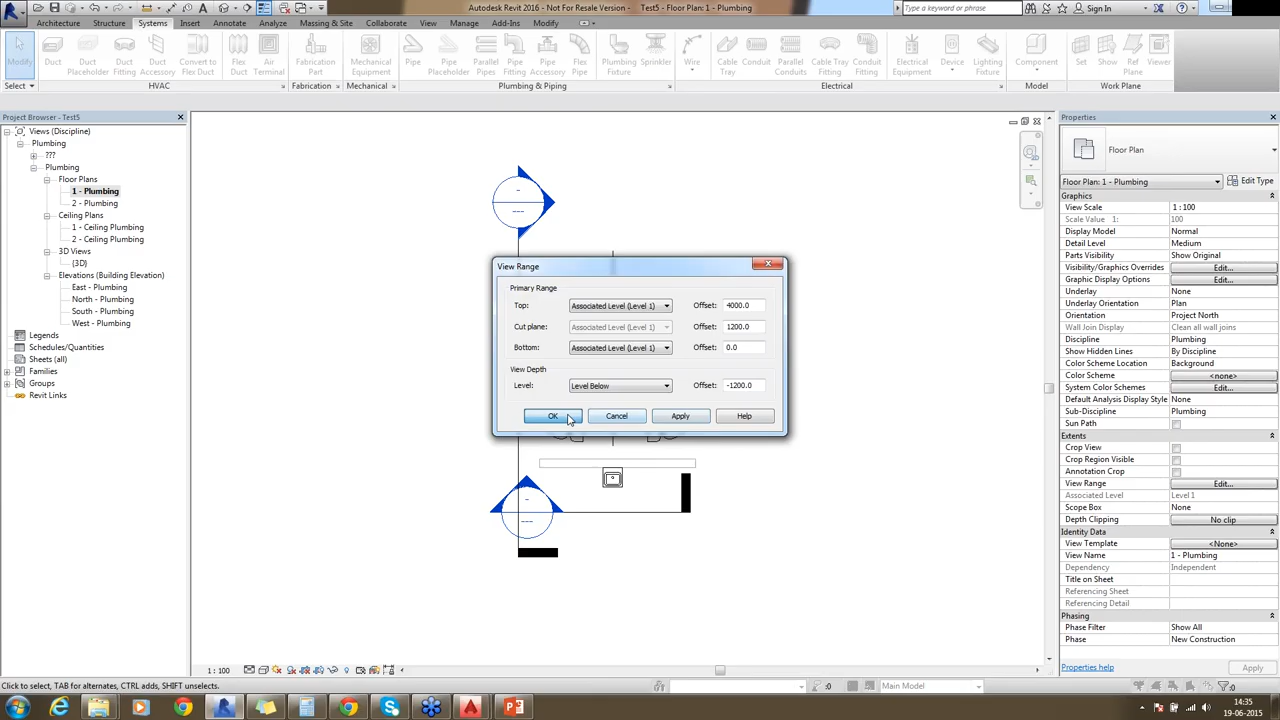 Autodesk Revit 2016 - Not For Resale Version - Test5 - Floor Plan: 1 - Plumbing
Type a keyword or phrase
Sign In
Architecture Structure Systems Insert Annotate Analyze Massing & Site Collaborate View Manage Add-Ins Modify
Modify
Duct
Duct Placeholder
Duct Fitting
Duct Accessory
Convert to Flex Duct
Flex Duct
Air Terminal
Fabrication Part
Mechanical Equipment
Pipe
Pipe Placeholder
Parallel Pipes
Pipe Fitting
Pipe Accessory
Flex Pipe
Plumbing Fixture
Sprinkler
Wire
Cable Tray
Conduit
Parallel Conduits
Cable Tray Fitting
Conduit Fitting
Electrical Equipment
Device
Lighting Fixture
Component
Set
Show
Ref Plane
Viewer
Select HVAC Fabrication Mechanical Plumbing & Piping Electrical Model Work Plane
Project Browser - Test5
Views (Discipline)
Plumbing
???
Plumbing
Floor Plans
1 - Plumbing
2 - Plumbing
Ceiling Plans
1 - Ceiling Plumbing
2 - Ceiling Plumbing
3D Views
{3D}
Elevations (Building Elevation)
East - Plumbing
North - Plumbing
South - Plumbing
West - Plumbing
Legends
Schedules/Quantities
Sheets (all)
Families
Groups
Revit Links
-
---
View Range
Primary Range
Top: Associated Level (Level 1) Offset: 4000.0
Cut plane: Associated Level (Level 1) Offset: 1200.0
Bottom: Associated Level (Level 1) Offset: 0.0
View Depth
Level: Level Below Offset: -1200.0
OK Cancel Apply Help
-
---
Properties
Floor Plan
Floor Plan: 1 - Plumbing Edit Type
Graphics
View Scale 1 : 100
Scale Value 1: 100
Display Model Normal
Detail Level Medium
Parts Visibility Show Original
Visibility/Graphics Overrides Edit...
Graphic Display Options Edit...
Underlay None
Underlay Orientation Plan
Orientation Project North
Wall Join Display Clean all wall joins
Discipline Plumbing
Show Hidden Lines By Discipline
Color Scheme Location Background
Color Scheme <none>
System Color Schemes Edit...
Default Analysis Display Style None
Sub-Discipline Plumbing
Sun Path
Extents
Crop View
Crop Region Visible
Annotation Crop
View Range Edit...
Associated Level Level 1
Scope Box None
Depth Clipping No clip
Identity Data
View Template <None>
View Name 1 - Plumbing
Dependency Independent
Title on Sheet
Referencing Sheet
Referencing Detail
Phasing
Phase Filter Show All
Phase New Construction
Properties help Apply
1 : 100
Click to select, TAB for alternates, CTRL adds, SHIFT unselects.
:0
Main Model
:0
14:35
19-06-2015